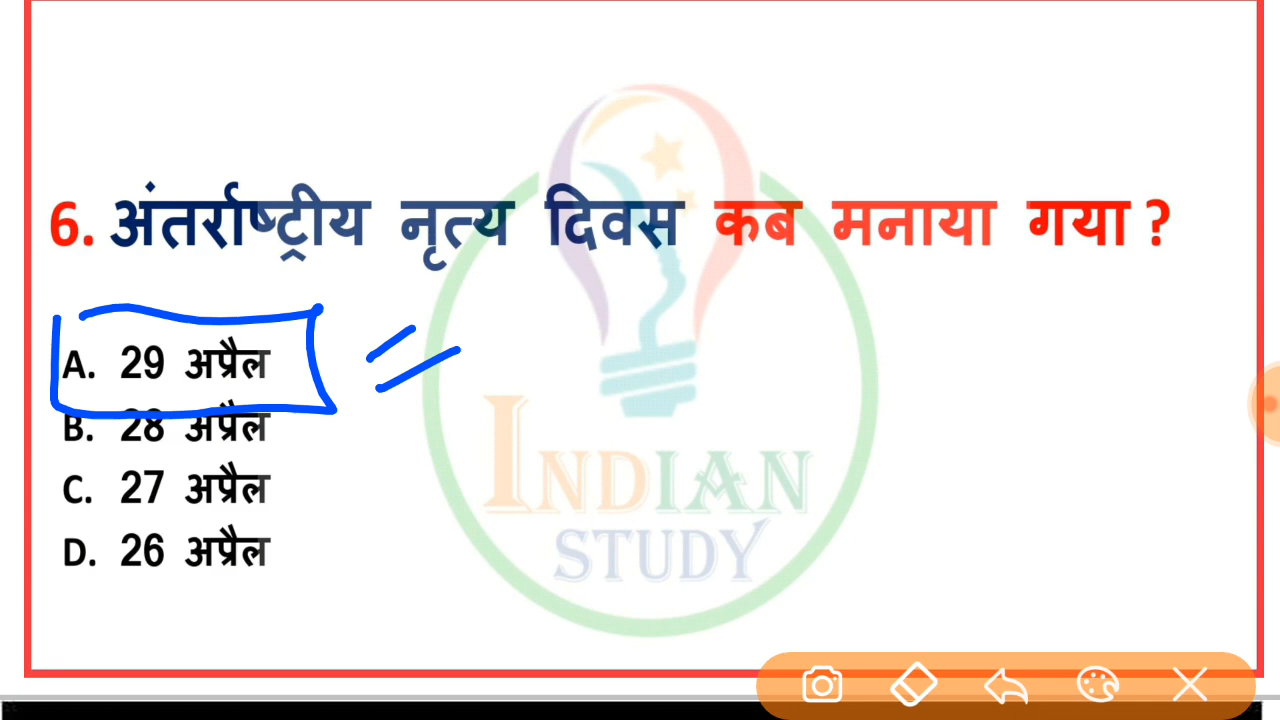 6. अंतर्राष्ट्रीय नृत्य दिवस कब मनाया गया ?
A. 29 अप्रैल
B. 28 अप्रैल
C. 27 अप्रैल
D. 26 अप्रैल
INDIAN
STUDY